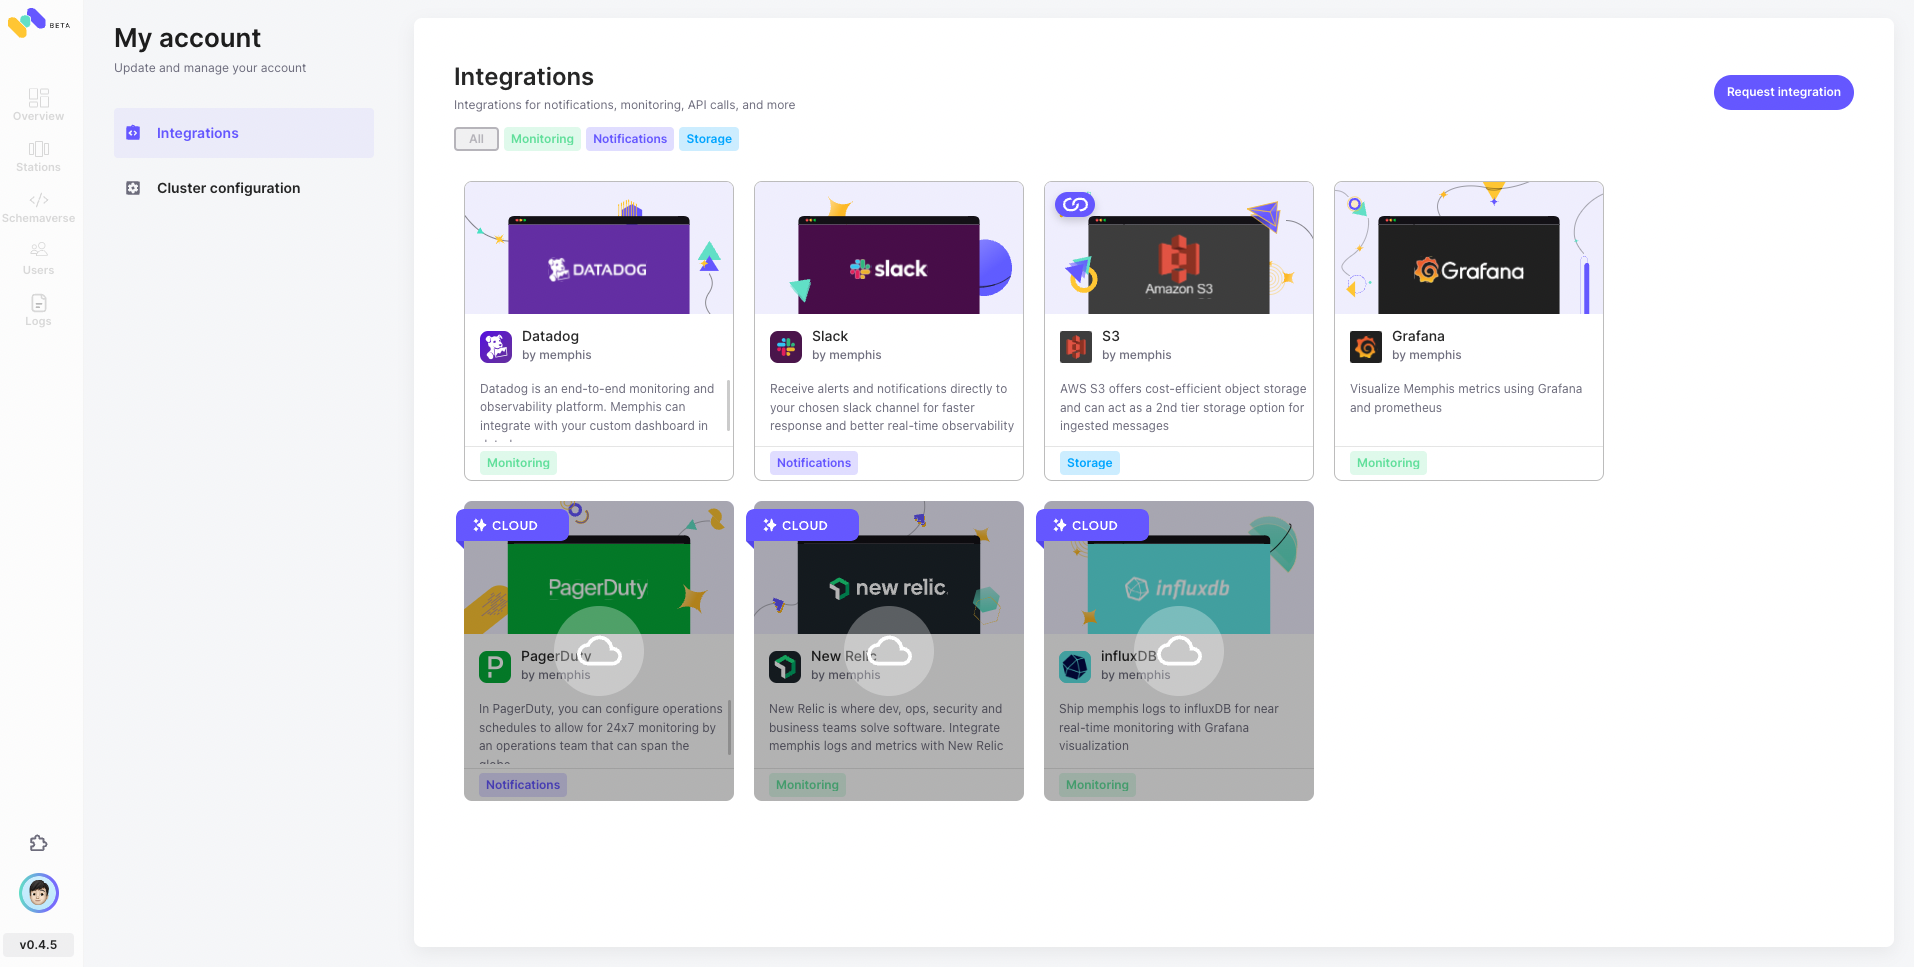 BETA
My account
Update and manage your account
Overview
Stations
Schemaverse
Users
Logs
v0.4.5
Integrations
Cluster configuration
Integrations
Integrations for notifications, monitoring, API calls, and more
Request integration
All
Monitoring
Notifications
Storage
DATADOG
Datadog
by memphis
Datadog is an end-to-end monitoring and
observability platform. Memphis can
integrate with your custom dashboard in
Monitoring
slack
Slack
by memphis
Receive alerts and notifications directly to
your chosen slack channel for faster
response and better real-time observability
Notifications
Amazon S3
S3
by memphis
AWS S3 offers cost-efficient object storage
and can act as a 2nd tier storage option for
ingested messages
Storage
Grafana
Grafana
by memphis
Visualize Memphis metrics using Grafana
and prometheus
Monitoring
CLOUD
PagerDuty
PagerDuty
by memphis
In PagerDuty, you can configure operations
schedules to allow for 24x7 monitoring by
an operations team that can span the
Notifications
CLOUD
new relic.
New Relic
by memphis
New Relic is where dev, ops, security and
business teams solve software. Integrate
memphis logs and metrics with New Relic
Monitoring
CLOUD
influxdb
influxDB
by memphis
Ship memphis logs to influxDB for near
real-time monitoring with Grafana
visualization
Monitoring